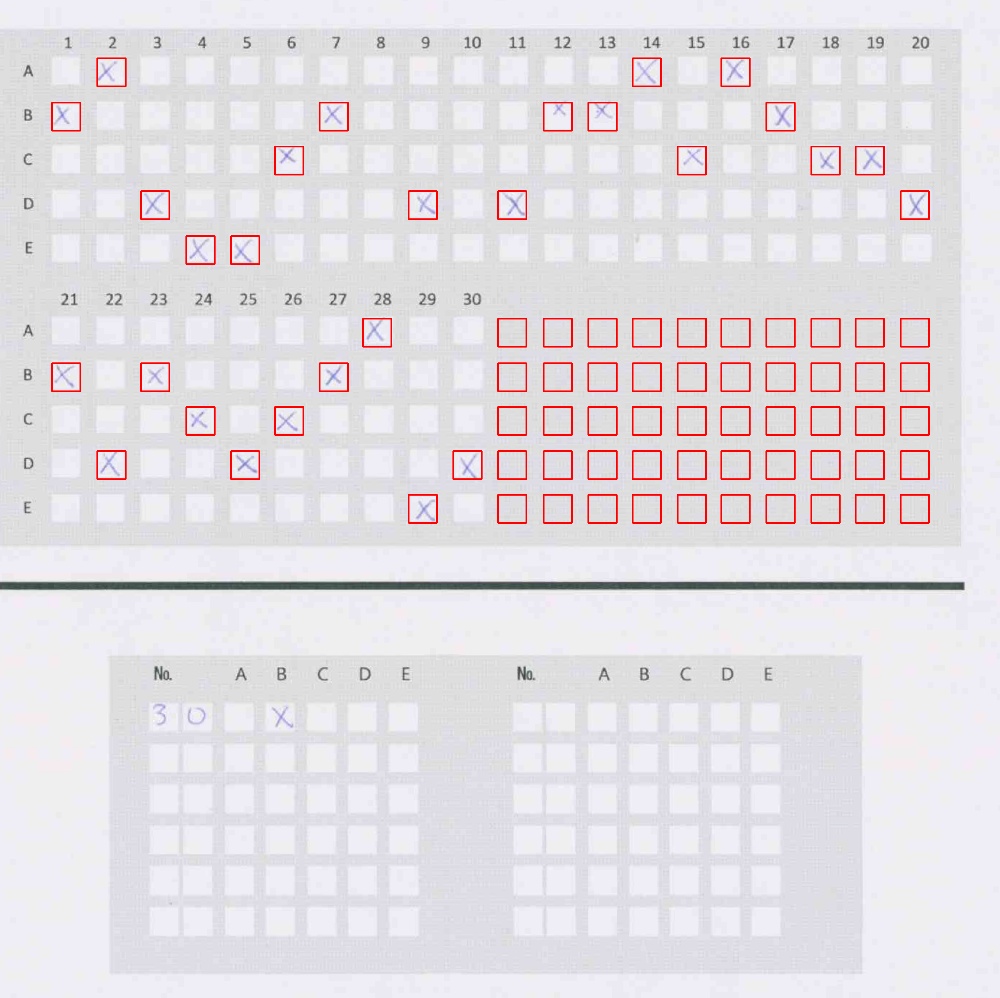 1 2 3 4 5 6 7 8 9 10 11 12 13 14 15 16 17 18 19 20
A X X X
B X X X X X
C X X X X
D X X X X
E X X
21 22 23 24 25 26 27 28 29 30
A X
B X X X
C X X
D X X X
E X
No. A B C D E No. A B C D E
3 0 X